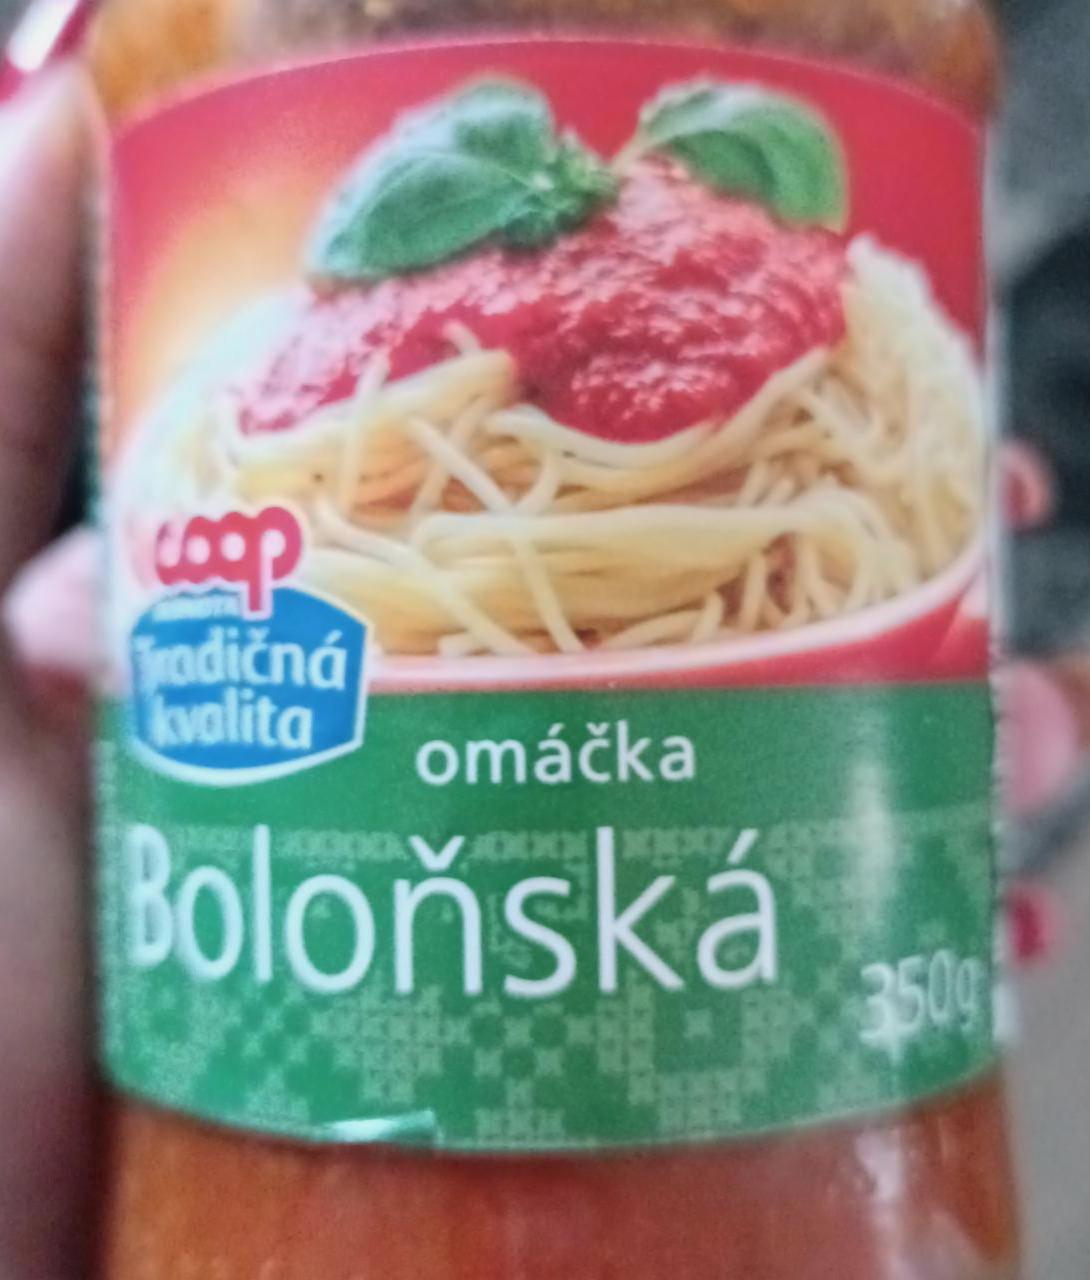 coop
Tradičná
kvalita
omáčka
Boloňská
350g